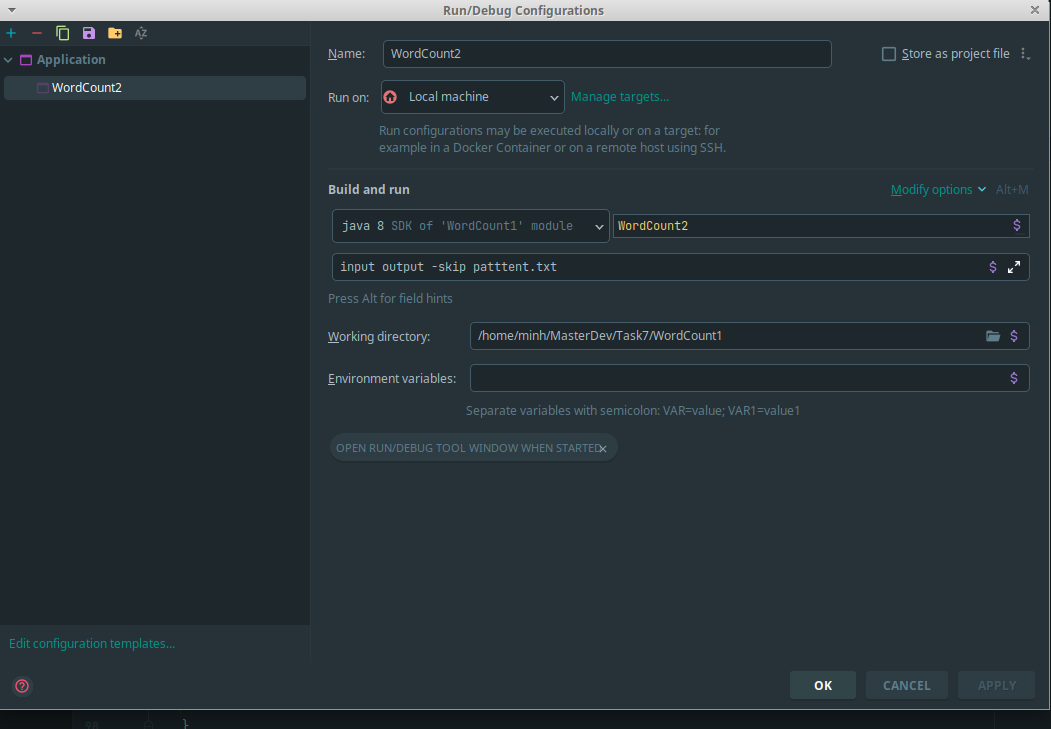 Run/Debug Configurations
Application
WordCount2
Edit configuration templates...
Name: WordCount2 Store as project file
Run on: Local machine Manage targets...
Run configurations may be executed locally or on a target: for
example in a Docker Container or on a remote host using SSH.
Build and run Modify options Alt+M
java 8 SDK of 'WordCount1' module WordCount2 $
input output -skip patttent.txt $
Press Alt for field hints
Working directory: /home/minh/MasterDev/Task7/WordCount1 $
Environment variables: $
Separate variables with semicolon: VAR=value; VAR1=value1
OPEN RUN/DEBUG TOOL WINDOW WHEN STARTED
? OK CANCEL APPLY
98 }